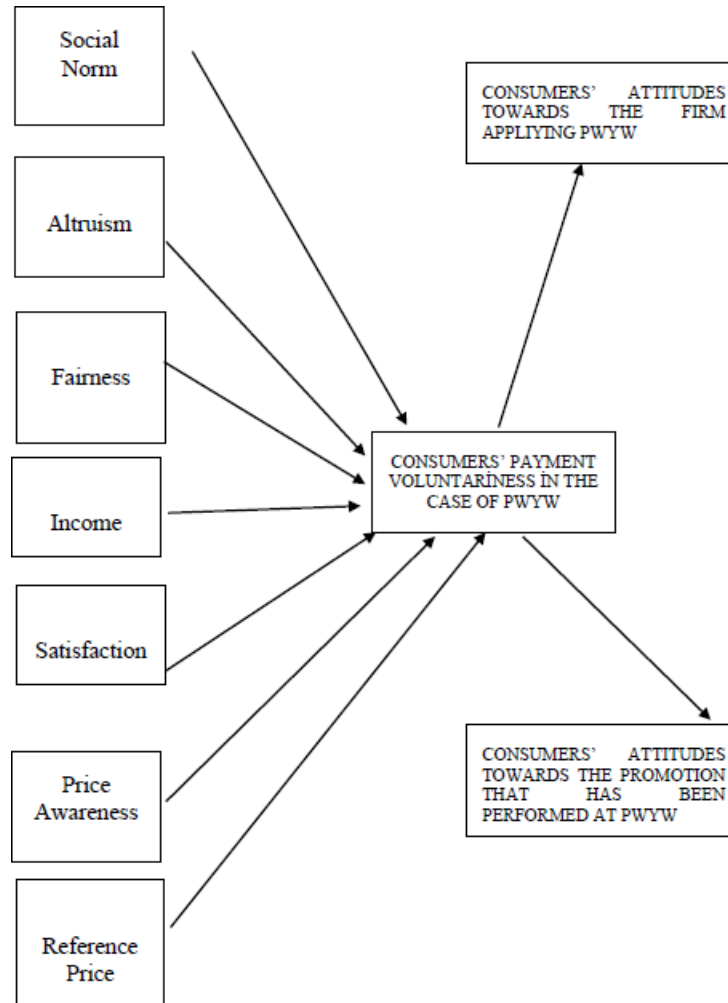 Social
Norm
Altruism
Fairness
Income
Satisfaction
Price
Awareness
Reference
Price
CONSUMERS’ PAYMENT
VOLUNTARİNESS İN THE
CASE OF PWYW
CONSUMERS’ ATTITUDES
TOWARDS THE FIRM
APPLIYING PWYW
CONSUMERS’ ATTITUDES
TOWARDS THE PROMOTION
THAT HAS BEEN
PERFORMED AT PWYW